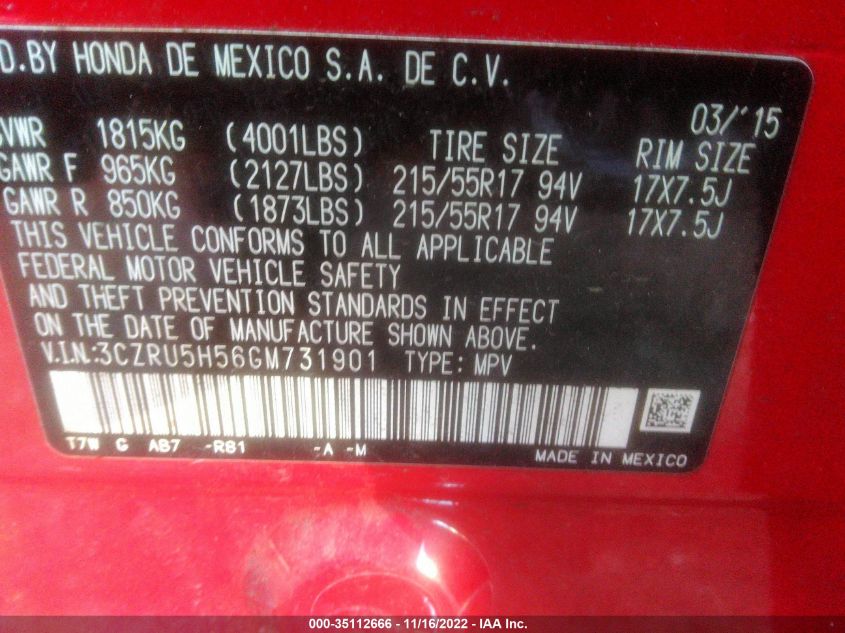 D.BY HONDA DE MEXICO S.A. DE C.V.
03/'15
VWR 1815KG (4001LBS) TIRE SIZE RIM SIZE
GAWR F 965KG (2127LBS) 215/55R17 94V 17X7.5J
GAWR R 850KG (1873LBS) 215/55R17 94V 17X7.5J
THIS VEHICLE CONFORMS TO ALL APPLICABLE
FEDERAL MOTOR VEHICLE SAFETY
AND THEFT PREVENTION STANDARDS IN EFFECT
ON THE DATE OF MANUFACTURE SHOWN ABOVE.
V.I.N.:3CZRU5H56GM731901 TYPE: MPV
T7W G AB7 -R81 -A -M
MADE IN MEXICO
000-35112666 - 11/16/2022 - IAA Inc.